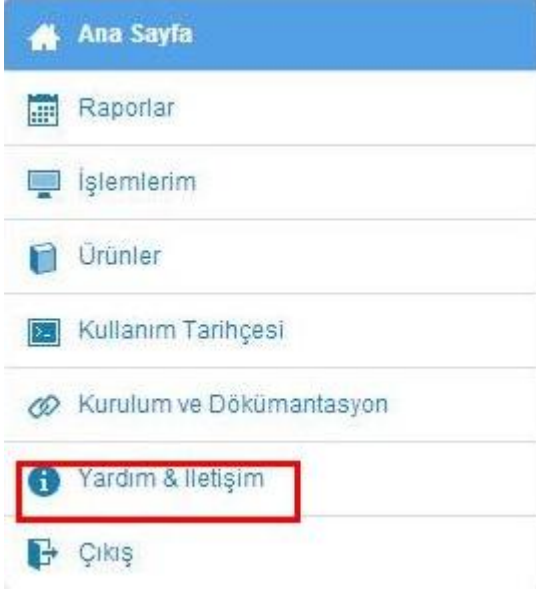 Ana Sayfa
Raporlar
İşlemlerim
Ürünler
Kullanım Tarihçesi
Kurulum ve Dökümantasyon
Yardım & İletişim
Çıkış